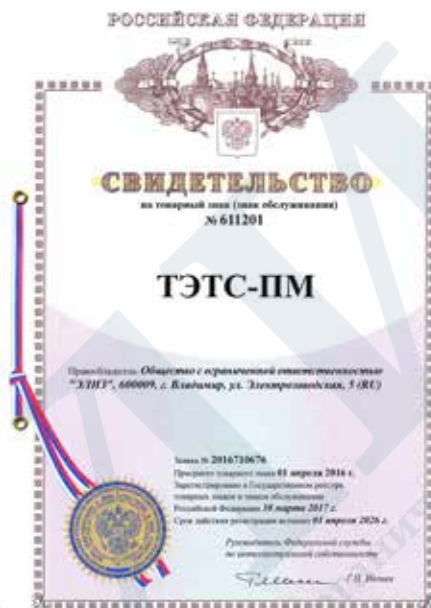 РОССИЙСКАЯ ФЕДЕРАЦИЯ
СВИДЕТЕЛЬСТВО
на товарный знак (знак обслуживания)
№ 611201
ТЭТС-ПМ
Правообладатель: Общество с ограниченной ответственностью
"ЭЛИЗ", 600009, г. Владимир, ул. Электрозаводская, 5 (RU)
Заявка № 2016710676
Приоритет товарного знака 01 апреля 2016 г.
Зарегистрировано в Государственном реестре
товарных знаков и знаков обслуживания
Российской Федерации 30 марта 2017 г.
Срок действия регистрации истекает 01 апреля 2026 г.
Руководитель Федеральной службы
по интеллектуальной собственности
Г.П. Ивлиев